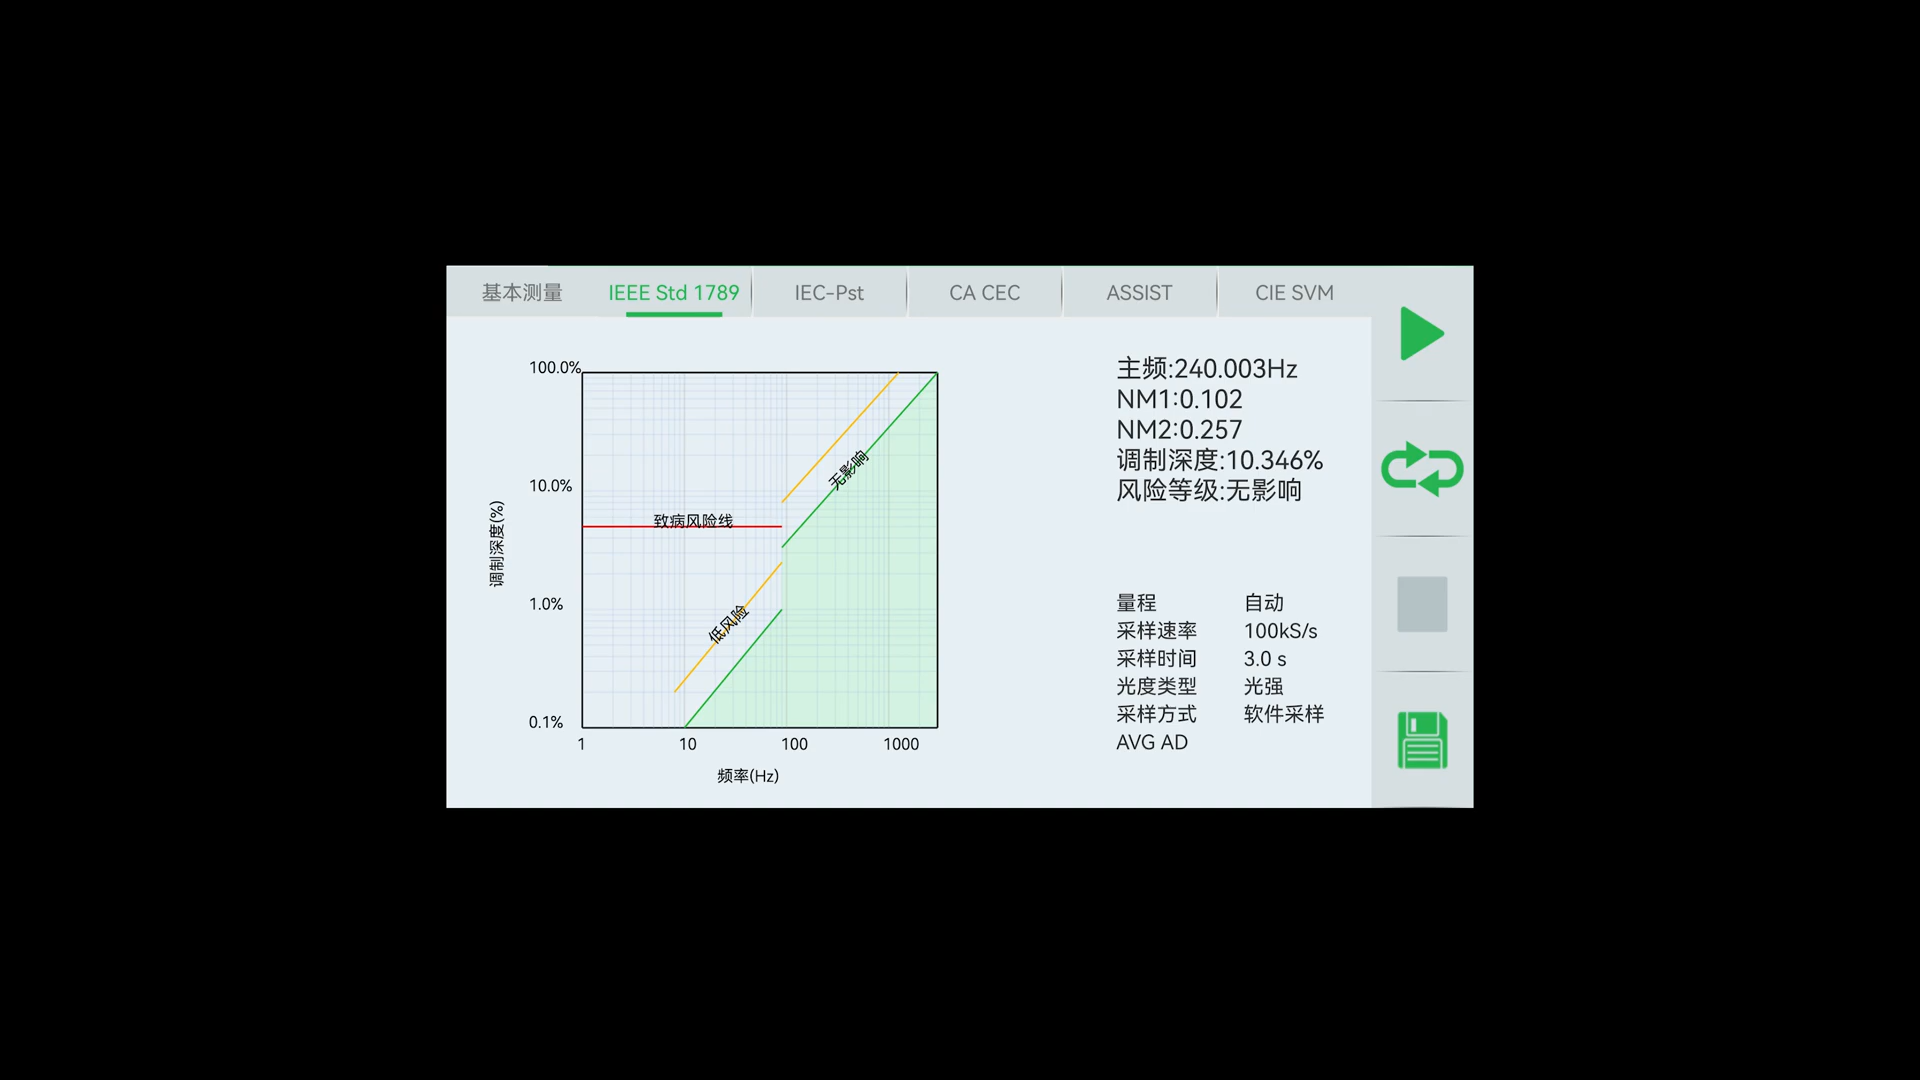 基本测量
IEEE Std 1789
IEC-Pst
CA CEC
ASSIST
CIE SVM
100.0%
10.0%
1.0%
0.1%
调制深度(%)
致病风险线
无影响
低风险
1
10
100
1000
频率(Hz)
主频:240.003Hz
NM1:0.102
NM2:0.257
调制深度:10.346%
风险等级:无影响
量程 自动
采样速率 100kS/s
采样时间 3.0 s
光度类型 光强
采样方式 软件采样
AVG AD